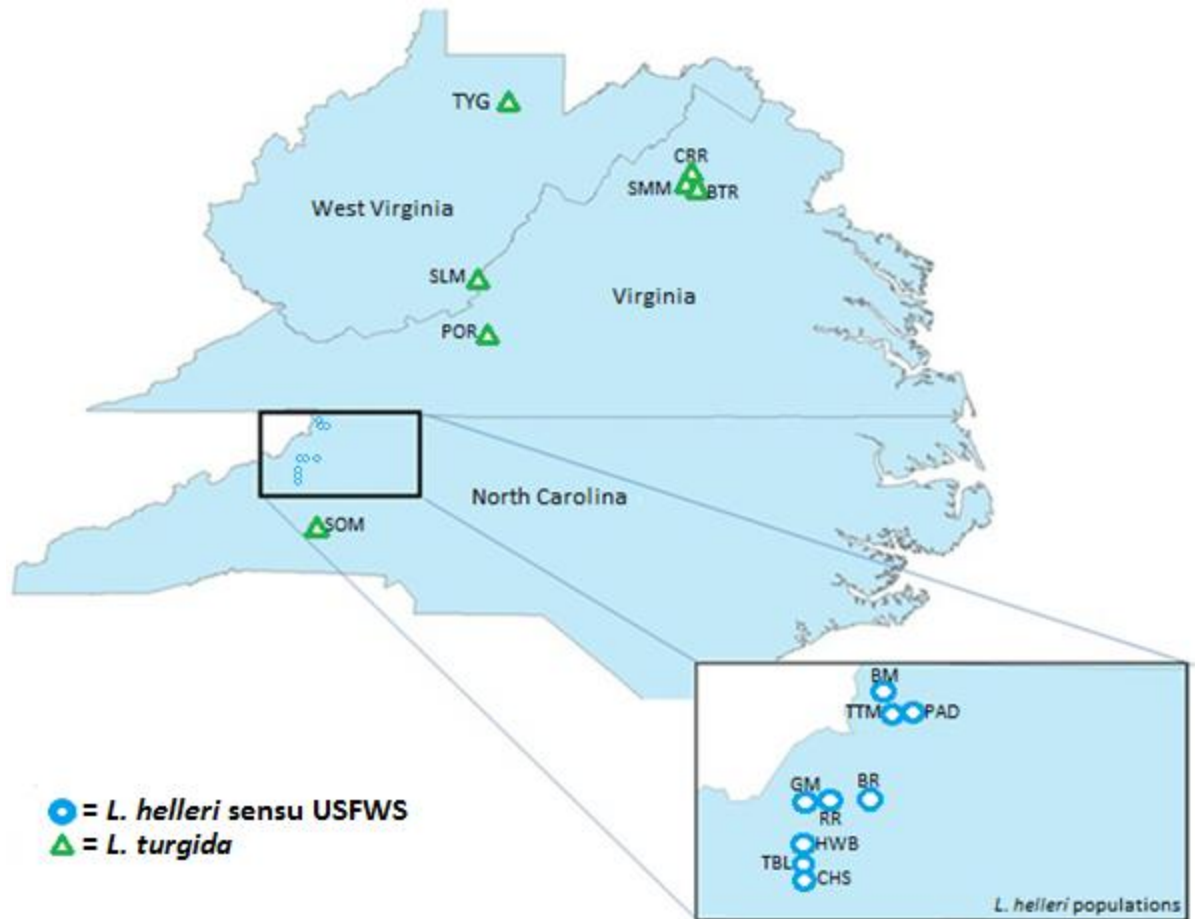 TYG
CRR
SMM
BTR
West Virginia
SLM
Virginia
POR
North Carolina
SOM
BM
TTM
PAD
GM
BR
RR
HWB
TBL
CHS
L. helleri populations
= L. helleri sensu USFWS
= L. turgida